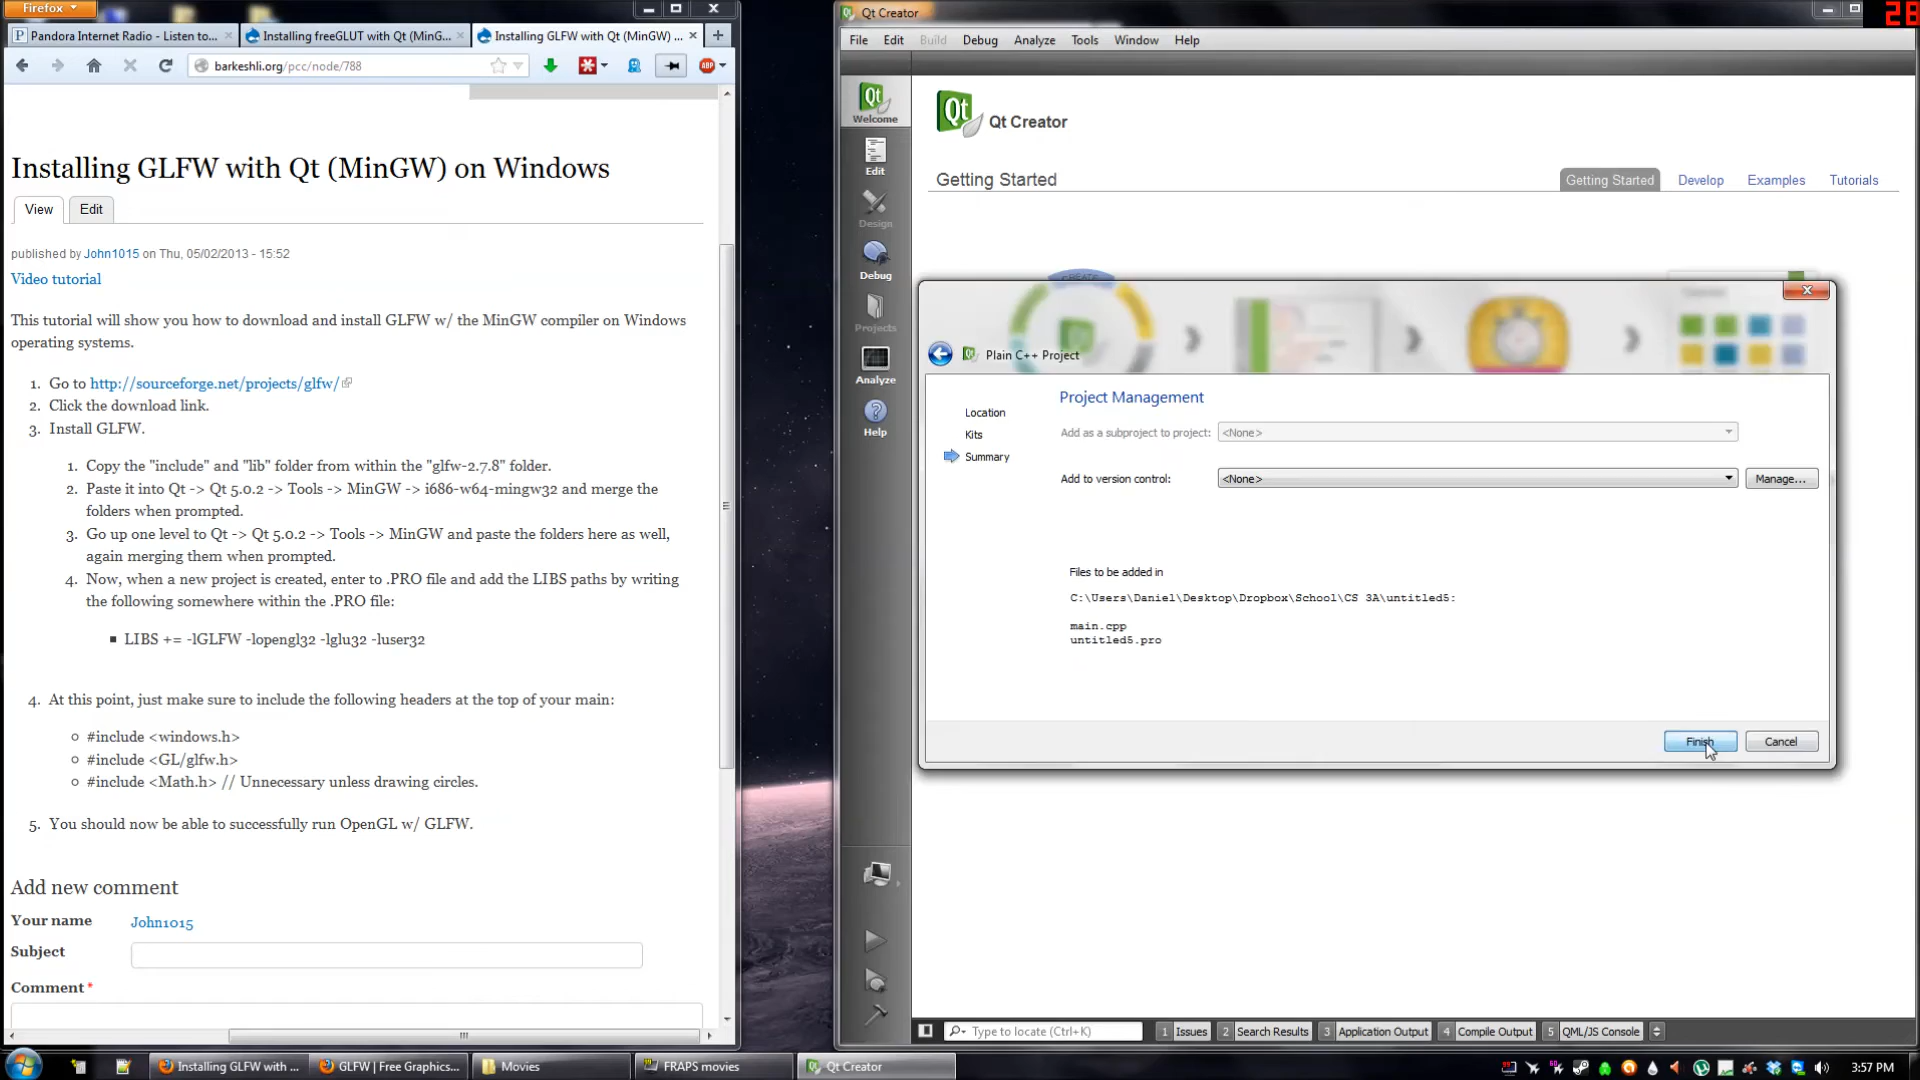 Firefox
Pandora Internet Radio - Listen to...
Installing freeGLUT with Qt (MinG...
Installing GLFW with Qt (MinGW) ...
barkeshli.org/pcc/node/788
Installing GLFW with Qt (MinGW) on Windows
View
Edit
published by John1015 on Thu, 05/02/2013 - 15:52
Video tutorial
This tutorial will show you how to download and install GLFW w/ the MinGW compiler on Windows
operating systems.
1. Go to http://sourceforge.net/projects/glfw/
2. Click the download link.
3. Install GLFW.
1. Copy the "include" and "lib" folder from within the "glfw-2.7.8" folder.
2. Paste it into Qt -> Qt 5.0.2 -> Tools -> MinGW -> i686-w64-mingw32 and merge the
folders when prompted.
3. Go up one level to Qt -> Qt 5.0.2 -> Tools -> MinGW and paste the folders here as well,
again merging them when prompted.
4. Now, when a new project is created, enter to .PRO file and add the LIBS paths by writing
the following somewhere within the .PRO file:
LIBS += -lGLFW -lopengl32 -lglu32 -luser32
4. At this point, just make sure to include the following headers at the top of your main:
#include <windows.h>
#include <GL/glfw.h>
#include <Math.h> // Unnecessary unless drawing circles.
5. You should now be able to successfully run OpenGL w/ GLFW.
Add new comment
Your name John1015
Subject
Comment *
Qt Creator
28
File Edit Build Debug Analyze Tools Window Help
Qt
Welcome
Edit
Design
Debug
Projects
Analyze
Help
Qt Creator
Getting Started
Getting Started Develop Examples Tutorials
CREATE
Plain C++ Project
Location
Kits
Summary
Project Management
Add as a subproject to project: <None>
Add to version control: <None> Manage...
Files to be added in
C:\Users\Daniel\Desktop\Dropbox\School\CS 3A\untitled5:
main.cpp
untitled5.pro
Finish
Cancel
Type to locate (Ctrl+K)
1 Issues
2 Search Results
3 Application Output
4 Compile Output
5 QML/JS Console
Installing GLFW with ...
GLFW | Free Graphics...
Movies
FRAPS movies
Qt Creator
3:57 PM